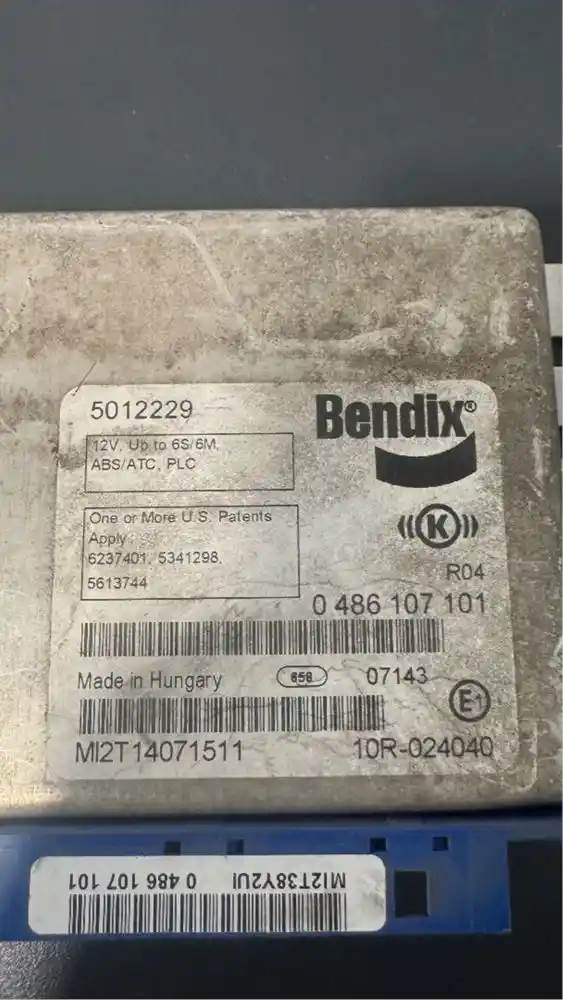 5012229
Bendix®
12V, Up to 6S/6M,
ABS/ATC, PLC
One or More U.S. Patents
Apply:
6237401, 5341298,
5613744
K
R04
0 486 107 101
Made in Hungary
658
07143
E1
MI2T14071511
10R-024040
MI2T38Y2UI 0 486 107 101